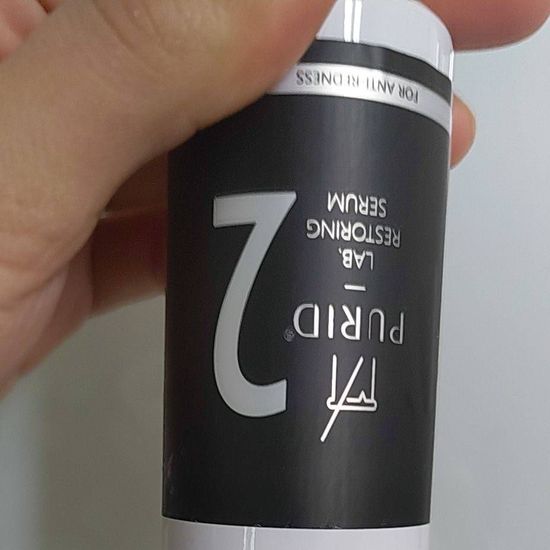 PURID®
LAB.
RESTORING
SERUM
2
FOR ANTI-REDNESS